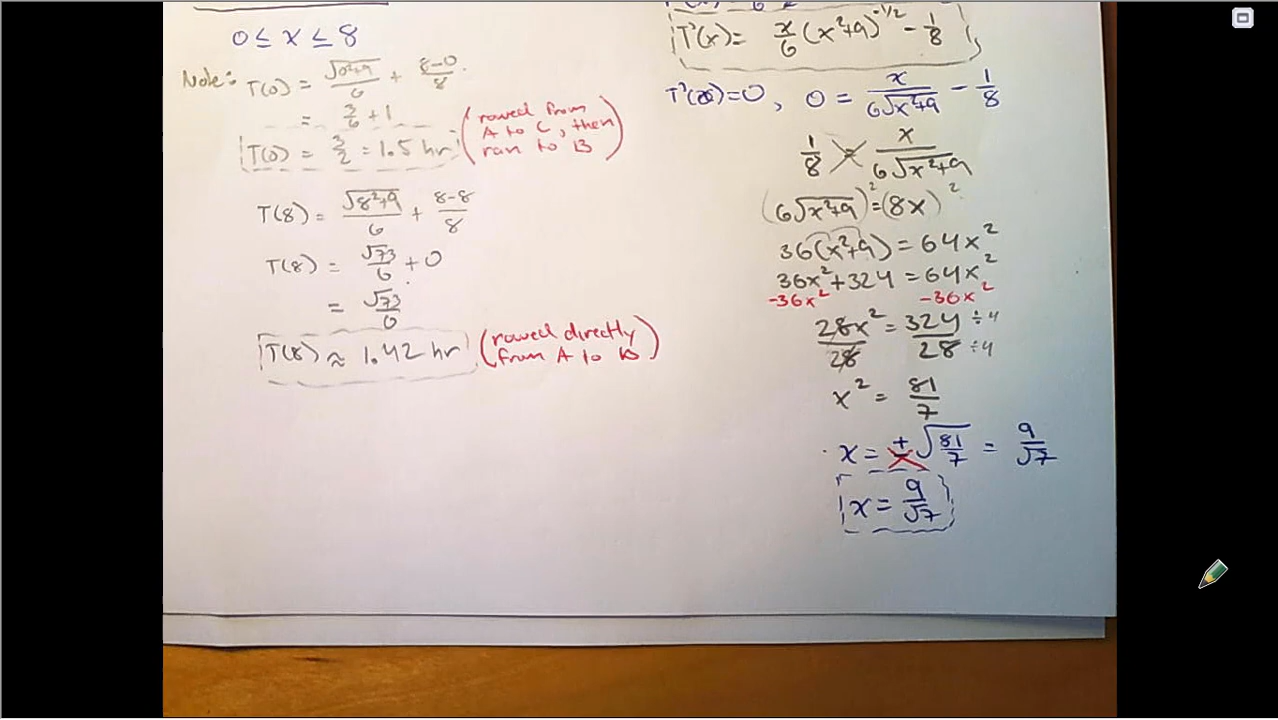 0 ≤ x ≤ 8
Note: T(0) = √(0²+9)/6 + (8-0)/8
= 3/6 + 1
T(0) = 3/2 = 1.5 hr (rowed from A to C, then ran to B)
T(8) = √(8²+9)/6 + (8-8)/8
T(8) = √73/6 + 0
= √73/6
T(8) ≈ 1.42 hr (rowed directly from A to B)
T'(x) = x/6 (x²+9)^(-1/2) - 1/8
T'(x) = 0, 0 = x/(6√(x²+9)) - 1/8
1/8 = x/(6√(x²+9))
(6√(x²+9))² = (8x)²
36(x²+9) = 64x²
36x² + 324 = 64x²
-36x² -36x²
28x²/28 = 324/28 ÷4 ÷4
x² = 81/7
x = ± √(81/7) = 9/√7
x = 9/√7